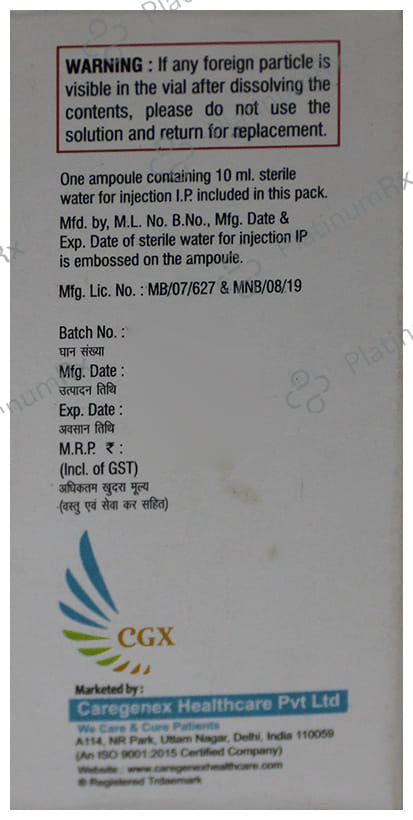 WARNiNG : If any foreign particle is
visible in the vial after dissolving the
contents, please do not use the
solution and return for replacement.
One ampoule containing 10 ml. sterile
water for injection I.P. included in this pack.
Mfd. by, M.L. No. B.No., Mfg. Date &
Exp. Date of sterile water for injection IP
is embossed on the ampoule.
Mfg. Lic. No. : MB/07/627 & MNB/08/19
Batch No. :
घान संख्या
Mfg. Date :
उत्पादन तिथि
Exp. Date :
अवसान तिथि
M.R.P. ₹ :
(Incl. of GST)
अधिकतम खुदरा मूल्य
(वस्तु एवं सेवा कर सहित)
CGX
Marketed by :
Caregenex Healthcare Pvt Ltd
We Care & Cure Patients
A114, NR Park, Uttam Nagar, Delhi, India 110059
(An ISO 9001:2015 Certified Company)
Website : www.caregenexhealthcare.com
® Registered Trdaemark
PlatinumRx